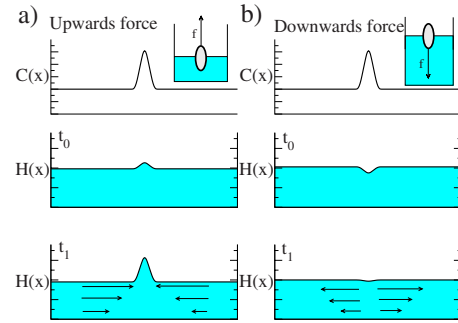 a) Upwards force
f
C(x)
t0
H(x)
t1
H(x)
b) Downwards force
f
C(x)
t0
H(x)
t1
H(x)